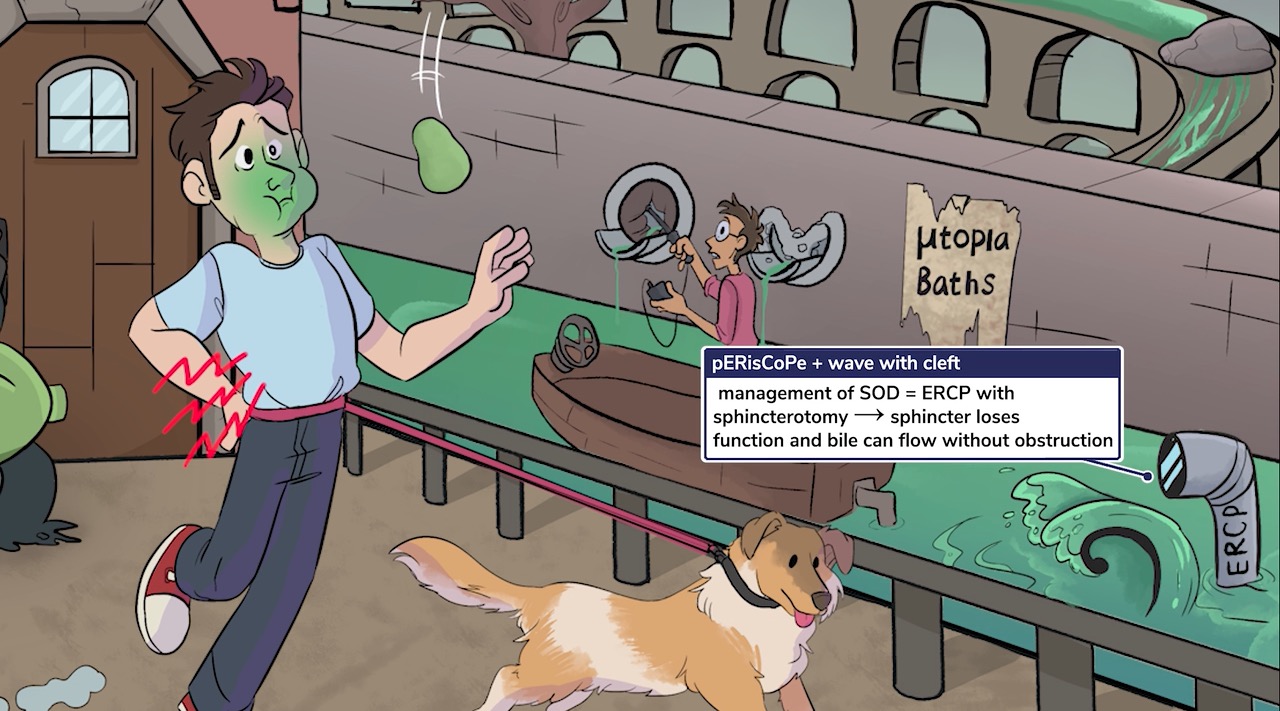 µtopia
Baths
pERisCoPe + wave with cleft
management of SOD = ERCP with
sphincterotomy ⟶ sphincter loses
function and bile can flow without obstruction
ERCP